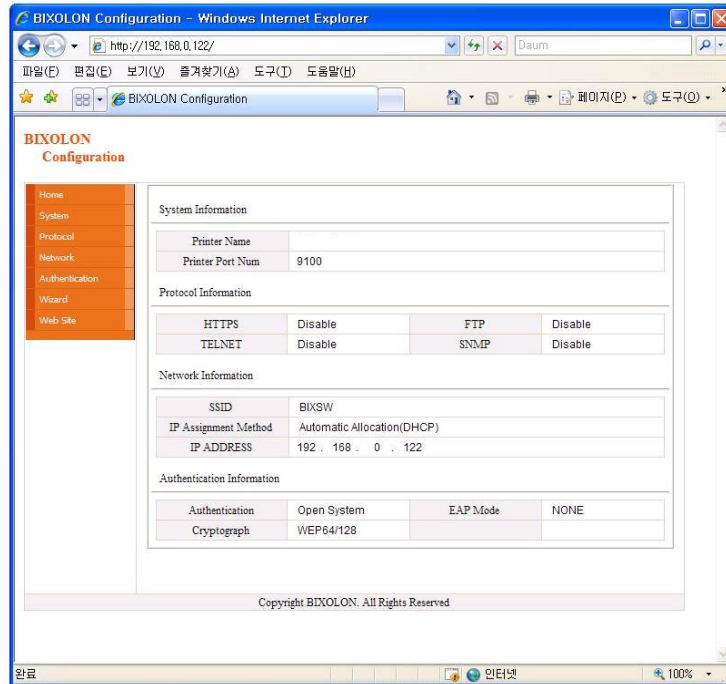 BIXOLON Configuration - Windows Internet Explorer
http://192,168,0,122/
Daum
파일(F) 편집(E) 보기(V) 즐겨찾기(A) 도구(T) 도움말(H)
BIXOLON Configuration
페이지(P) 도구(O)
BIXOLON
Configuration
Home
System
Protocol
Network
Authentication
Wizard
Web Site
System Information
Printer Name
Printer Port Num 9100
Protocol Information
HTTPS Disable FTP Disable
TELNET Disable SNMP Disable
Network Information
SSID BIXSW
IP Assignment Method Automatic Allocation(DHCP)
IP ADDRESS 192 . 168 . 0 . 122
Authentication Information
Authentication Open System EAP Mode NONE
Cryptograph WEP64/128
Copyright BIXOLON. All Rights Reserved
완료 인터넷 100%